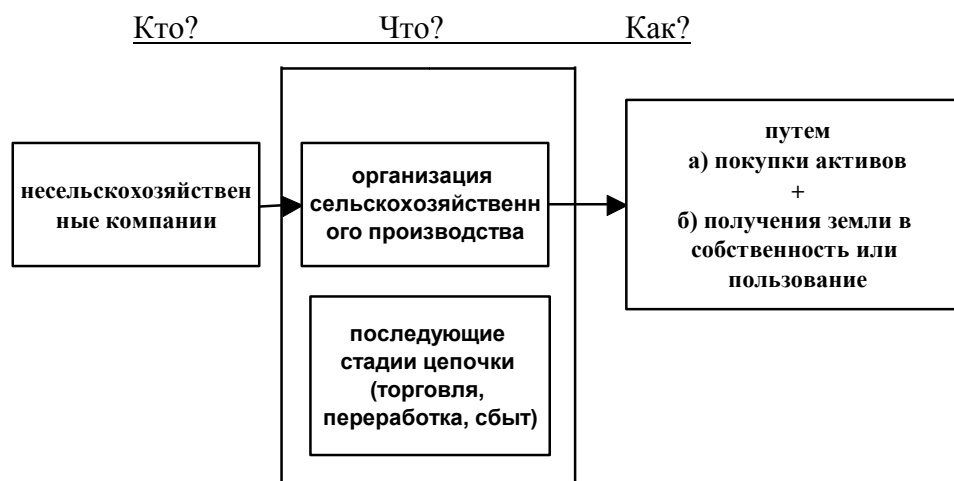 Кто? Что? Как?
несельскохозяйствен
ные компании
организация
сельскохозяйственн
ого производства
последующие
стадии цепочки
(торговля,
переработка, сбыт)
путем
а) покупки активов
+
б) получения земли в
собственность или
пользование